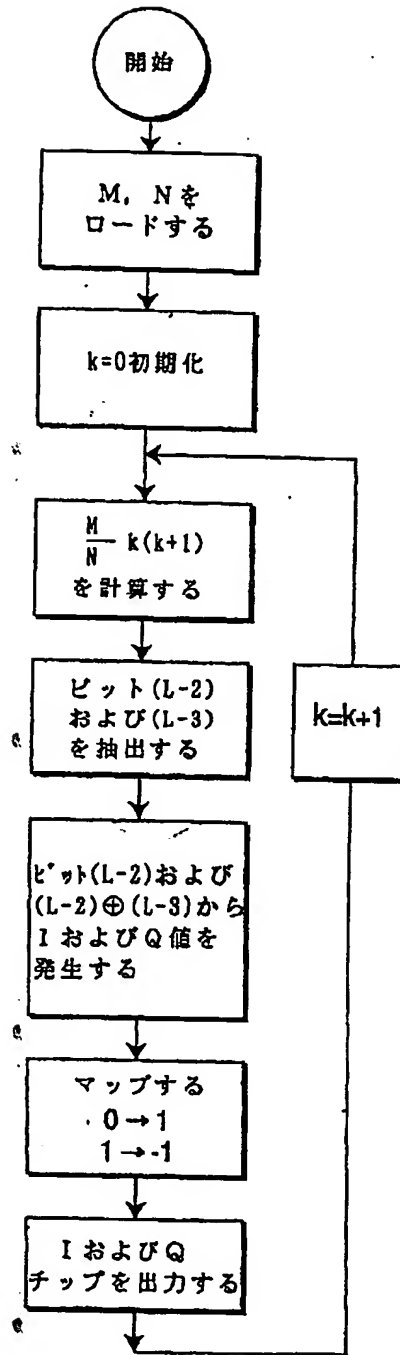 開始
M, Nを
ロードする
k=0初期化
M
N k(k+1)
を計算する
ビット(L-2)
および(L-3)
を抽出する
k=k+1
ビット(L-2)および
(L-2)⊕(L-3)から
IおよびQ値を
発生する
マップする
0→1
1→-1
IおよびQ
チップを出力する